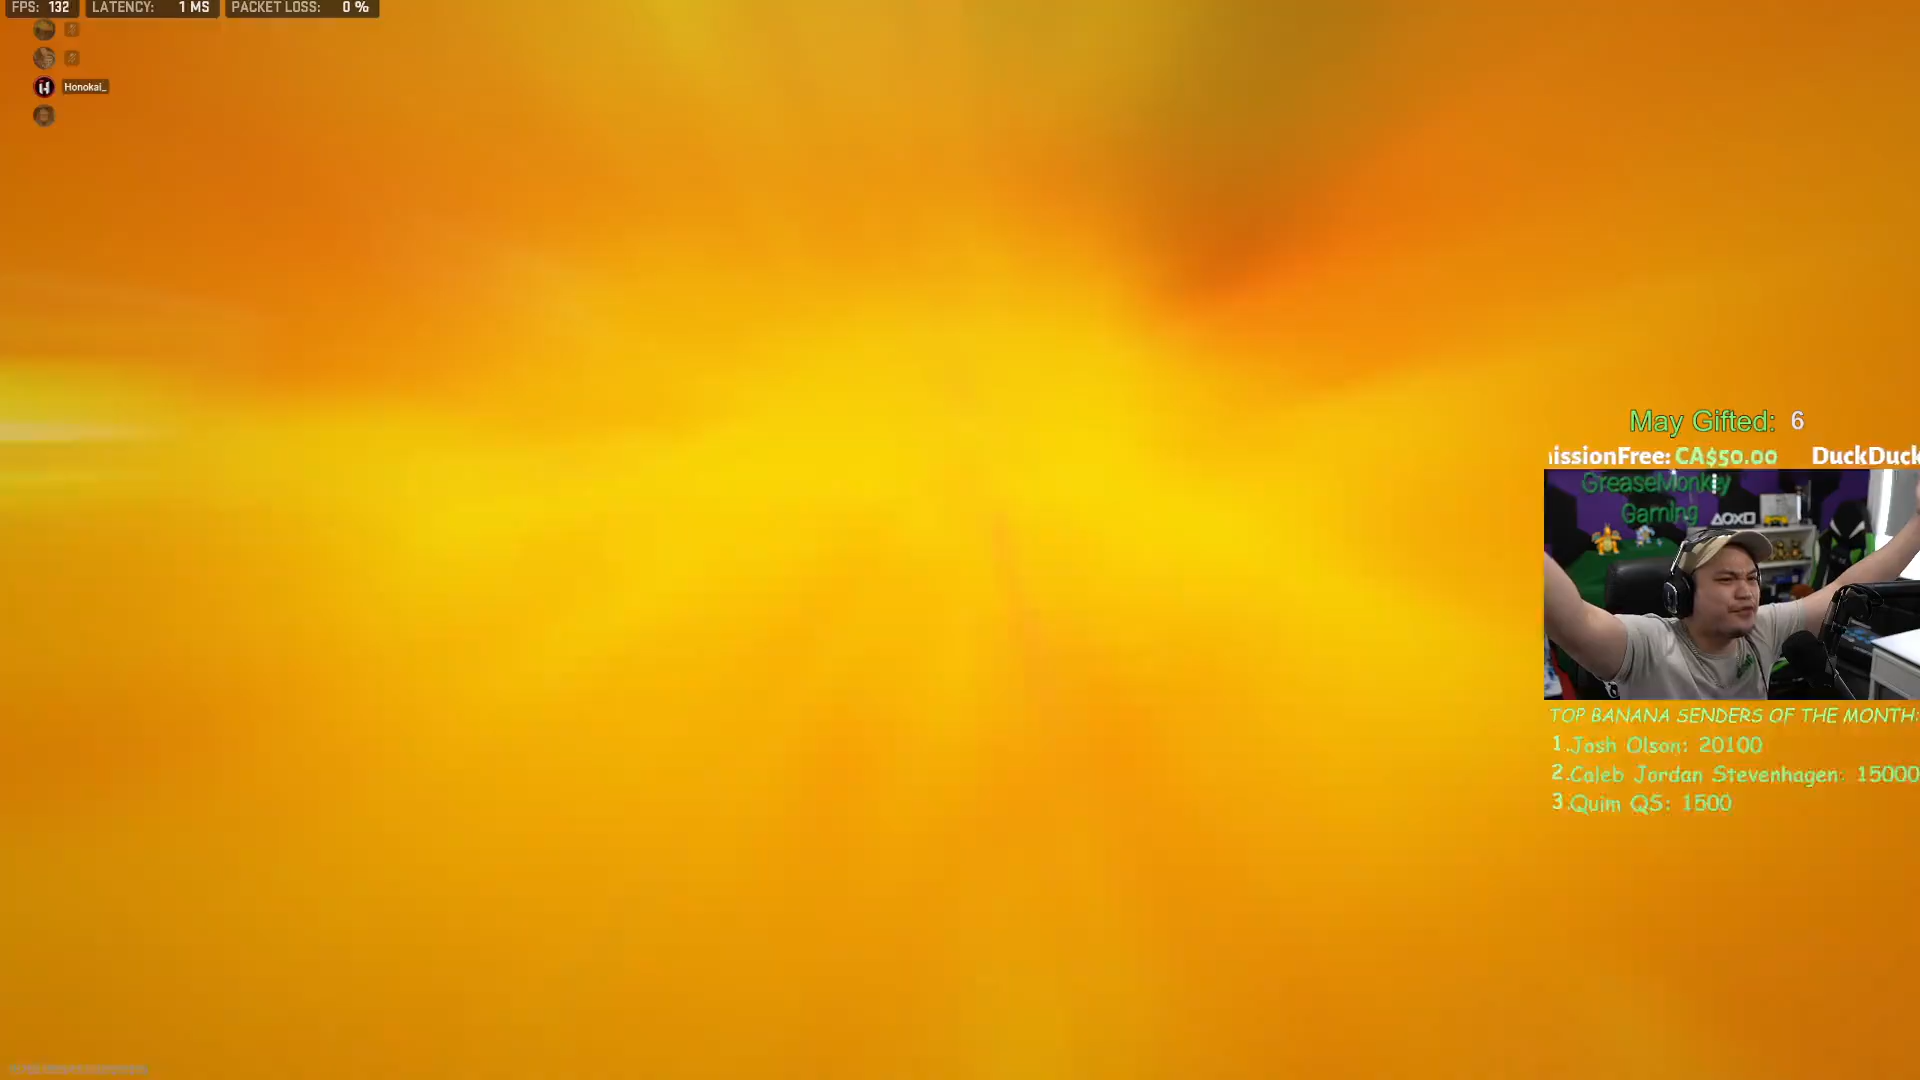 FPS: 132 LATENCY: 1 MS PACKET LOSS: 0 %
Honokai_
May Gifted: 6
issionFree: CA$50.00 DuckDuck
GreaseMonkey
Gaming
TOP BANANA SENDERS OF THE MONTH:
1.Josh Olson: 20100
2.Caleb Jordan Stevenhagen: 15000
3.Quim QS: 1500